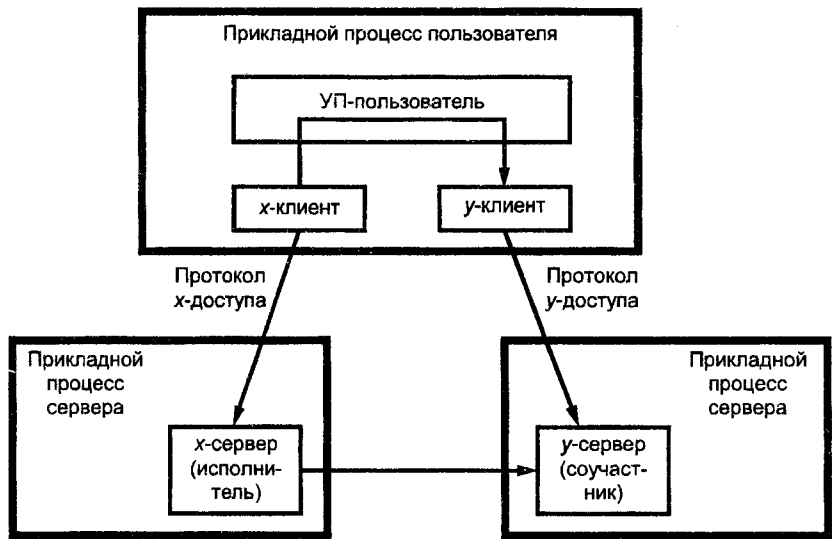 Прикладной процесс пользователя
УП-пользователь
x-клиент
y-клиент
Протокол
x-доступа
Протокол
y-доступа
Прикладной
процесс
сервера
Прикладной
процесс
сервера
x-сервер
(исполни-
тель)
y-сервер
(соучаст-
ник)